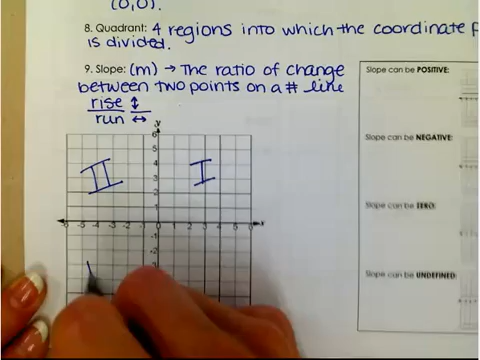 (0,0).
8. Quadrant: 4 regions into which the coordinate
is divided.
9. Slope: (m) → The ratio of change
between two points on a # line
rise ↕
run ↔
y
6
5
4
3
2
1
II
I
-6 -5 -4 -3 -2 -1 0 1 2 3 4 5 6 x
-1
-2
Slope can be POSITIVE:
Slope can be NEGATIVE:
Slope can be ZERO:
Slope can be UNDEFINED: